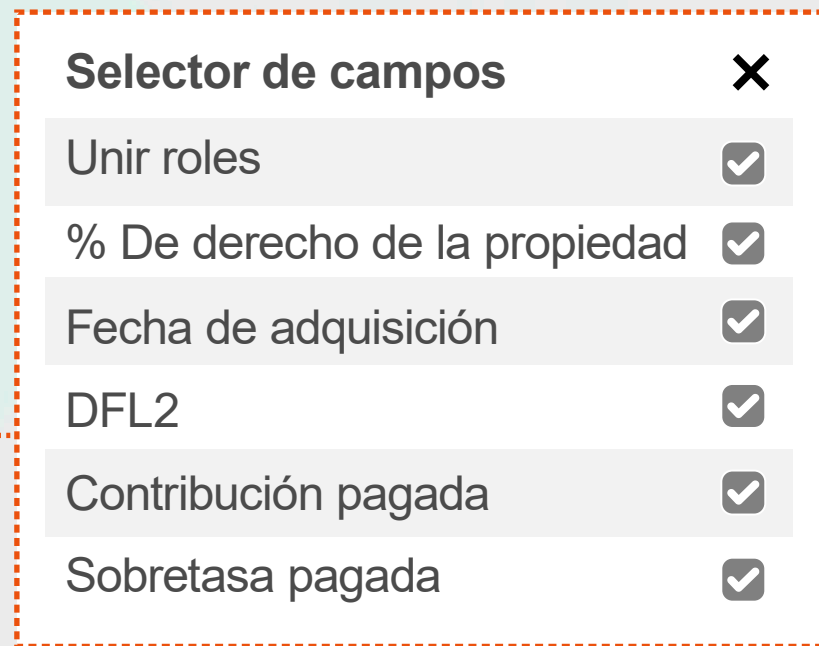 Selector de campos
Unir roles
% De derecho de la propiedad
Fecha de adquisición
DFL2
Contribución pagada
Sobretasa pagada